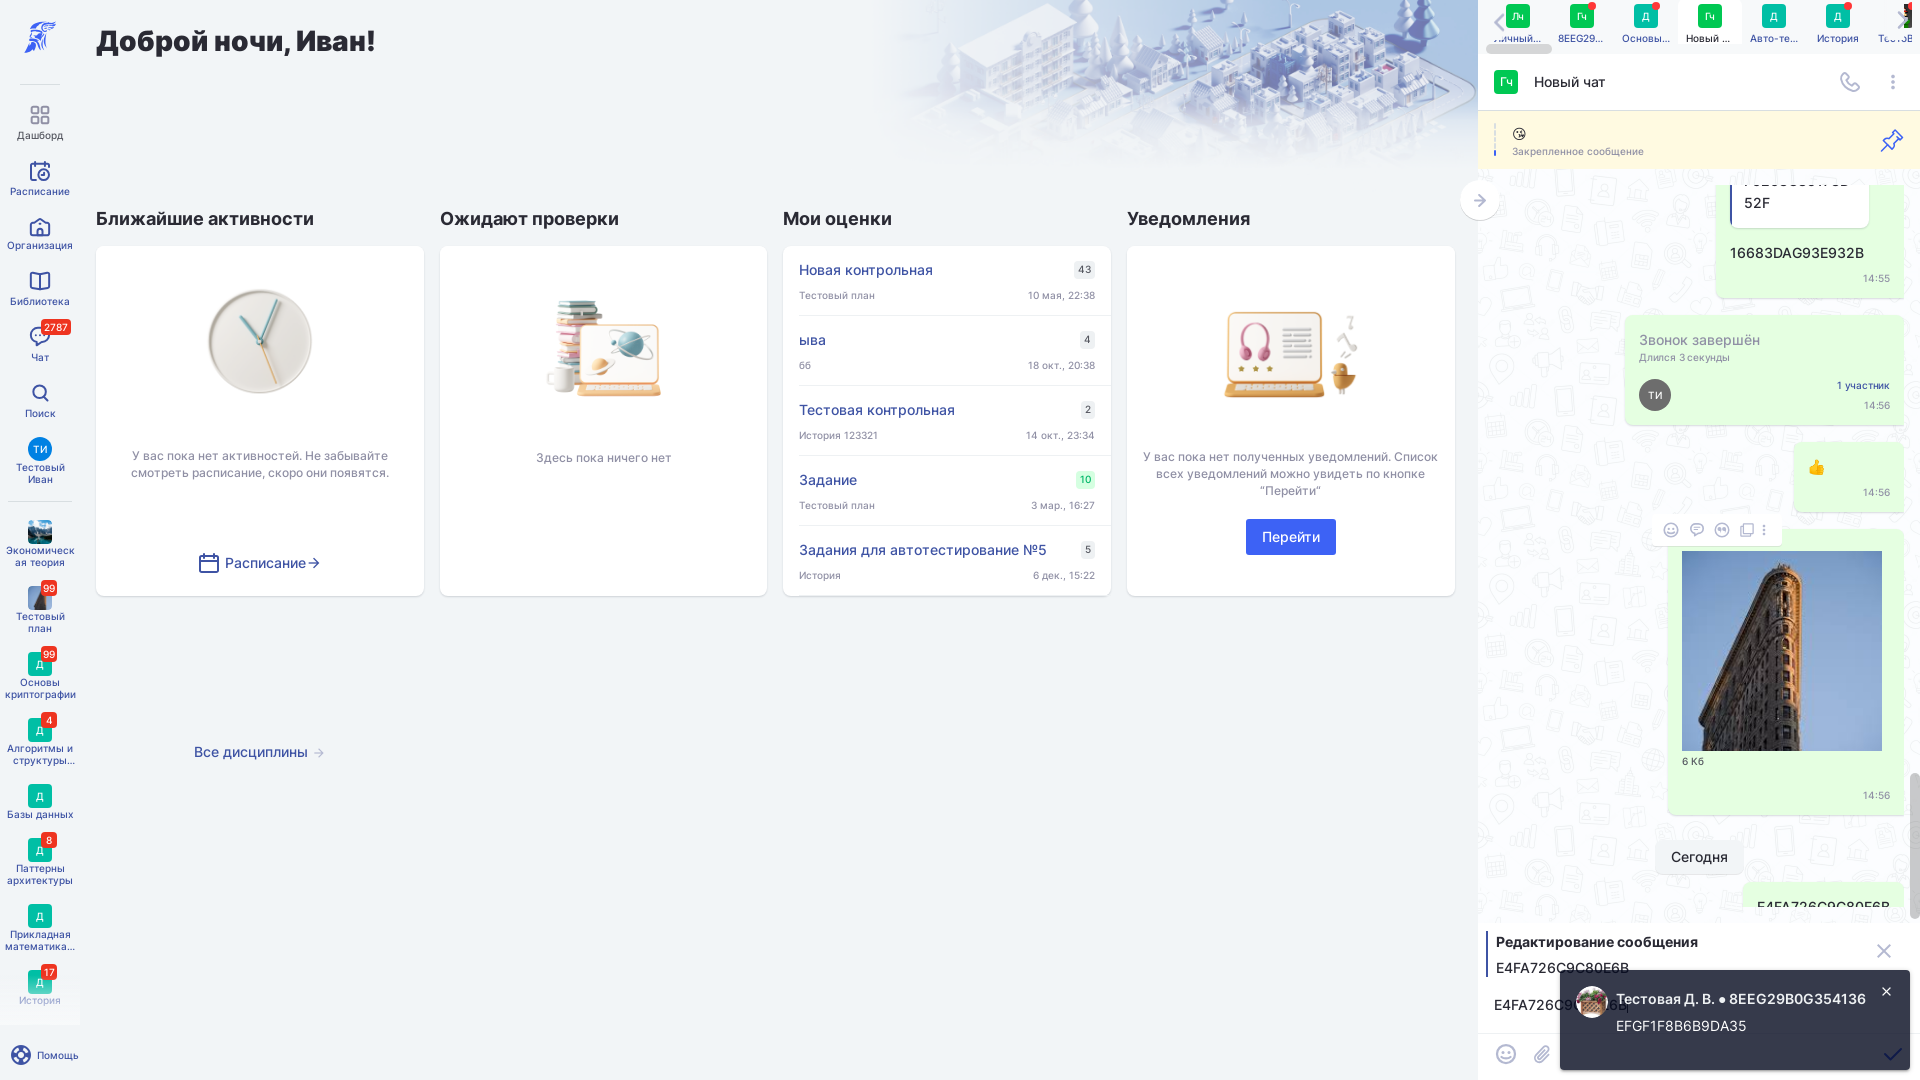 Дашборд
Расписание
Организация
Библиотека
2787
Чат
Поиск
ТИ
Тестовый
Иван
Экономическ
ая теория
99
Тестовый
план
99
Д
Основы
криптографии
4
Д
Алгоритмы и
структуры...
Д
Базы данных
8
Д
Паттерны
архитектуры
Д
Прикладная
математика...
17
Д
История
Помощь
Доброй ночи, Иван!
Ближайшие активности
У вас пока нет активностей. Не забывайте
смотреть расписание, скоро они появятся.
Расписание
Ожидают проверки
Здесь пока ничего нет
Мои оценки
Новая контрольная
43
Тестовый план
10 мая, 22:38
ыва
4
66
18 окт., 20:38
Тестовая контрольная
2
История 123321
14 окт., 23:34
Задание
10
Тестовый план
3 мар., 16:27
Задания для автотестирование №5
5
История
6 дек., 15:22
Уведомления
У вас пока нет полученных уведомлений. Список
всех уведомлений можно увидеть по кнопке
“Перейти”
Перейти
Все дисциплины
Лч
Личный...
Гч
8EEG29...
Д
Основы...
Гч
Новый ...
Д
Авто-те...
Д
История
Гч
Новый чат
Закрепленное сообщение
52F
16683DAG93E932B
14:55
Звонок завершён
Длился 3 секунды
ТИ
1 участник
14:56
14:56
6 Кб
14:56
Сегодня
E4FA726C9C80E6B
Редактирование сообщения
E4FA726C9C80E6B
E4FA726C9
Тестовая Д. В. ● 8EEG29B0G354136
EFGF1F8B6B9DA35